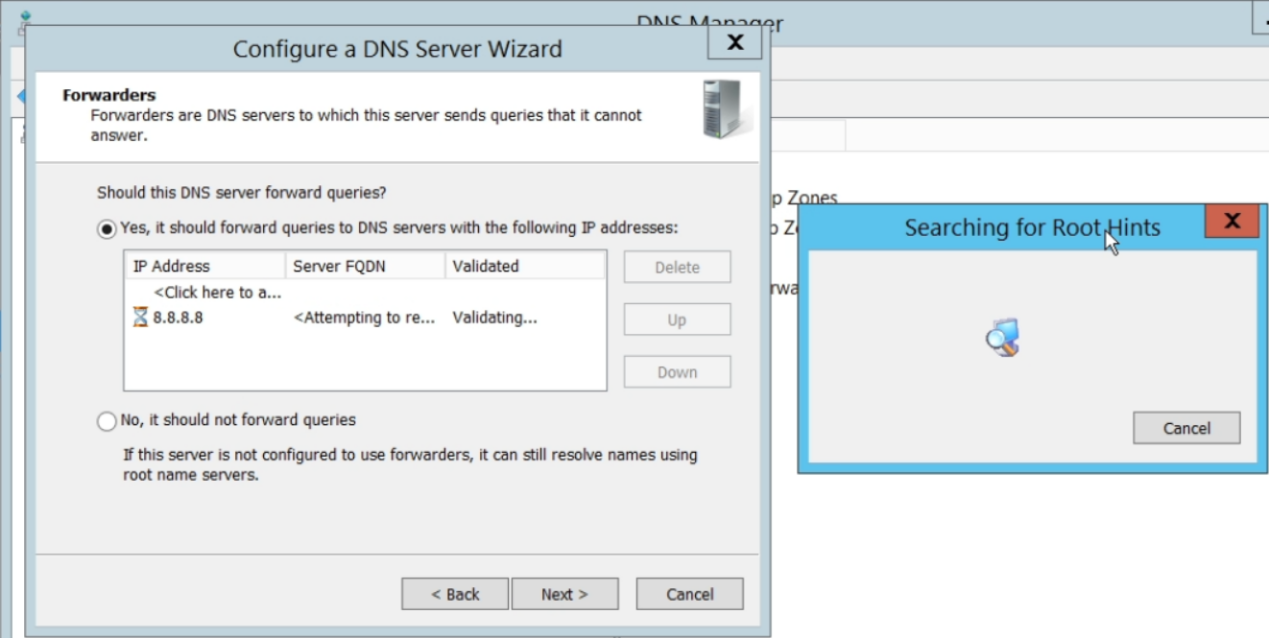 DNS Manager
Configure a DNS Server Wizard
X
Forwarders
Forwarders are DNS servers to which this server sends queries that it cannot
answer.
Should this DNS server forward queries?
Yes, it should forward queries to DNS servers with the following IP addresses:
IP Address Server FQDN Validated
<Click here to a...
8.8.8.8 <Attempting to re... Validating...
Delete
Up
Down
No, it should not forward queries
If this server is not configured to use forwarders, it can still resolve names using
root name servers.
< Back Next > Cancel
p Zones
Searching for Root Hints
X
Cancel